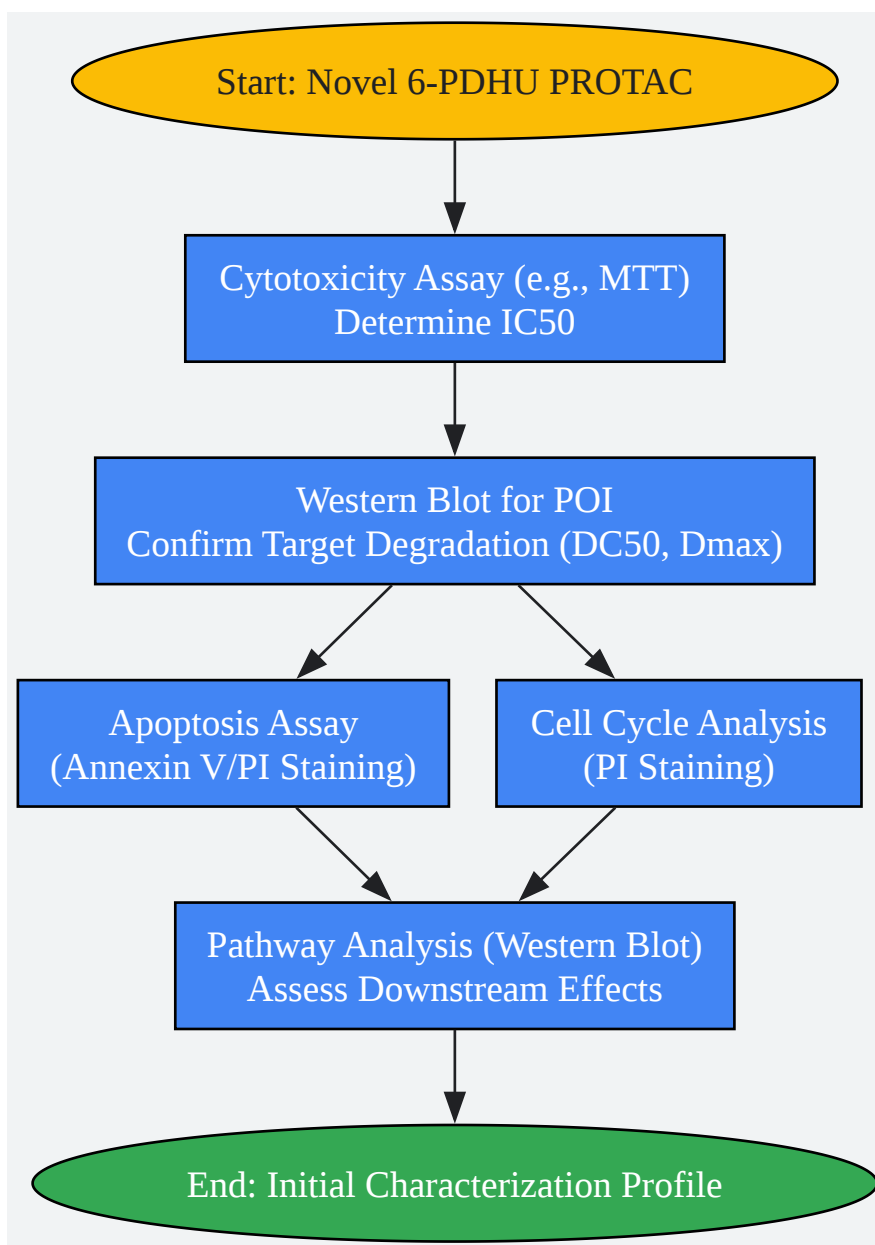 Start: Novel 6-PDHU PROTAC
Cytotoxicity Assay (e.g., MTT)
Determine IC50
Western Blot for POI
Confirm Target Degradation (DC50, Dmax)
Apoptosis Assay
(Annexin V/PI Staining)
Cell Cycle Analysis
(PI Staining)
Pathway Analysis (Western Blot)
Assess Downstream Effects
End: Initial Characterization Profile